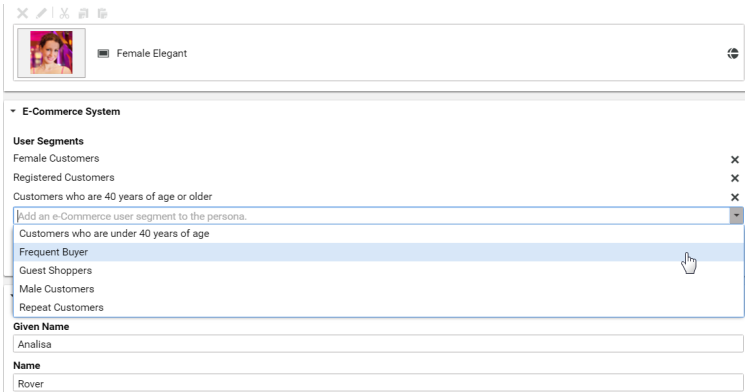 Female Elegant
E-Commerce System
User Segments
Female Customers
Registered Customers
Customers who are 40 years of age or older
Add an e-Commerce user segment to the persona.
Customers who are under 40 years of age
Frequent Buyer
Guest Shoppers
Male Customers
Repeat Customers
Given Name
Analisa
Name
Rover